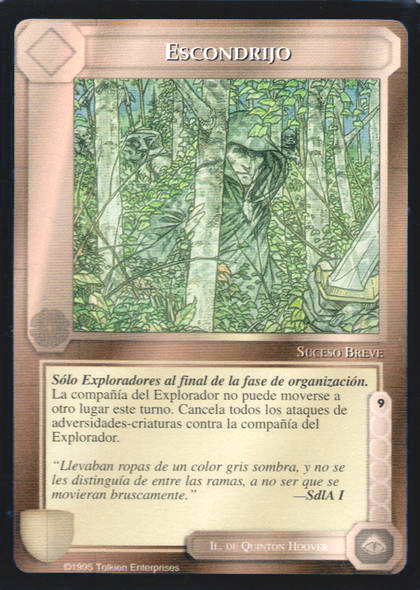 Escondrijo
Suceso Breve
Sólo Exploradores al final de la fase de organización.
La compañía del Explorador no puede moverse a
otro lugar este turno. Cancela todos los ataques de
adversidades-criaturas contra la compañía del
Explorador.
9
“Llevaban ropas de un color gris sombra, y no se
les distinguía de entre las ramas, a no ser que se
movieran bruscamente.” —SdlA I
Il. de Quinton Hoover
©1995 Tolkien Enterprises